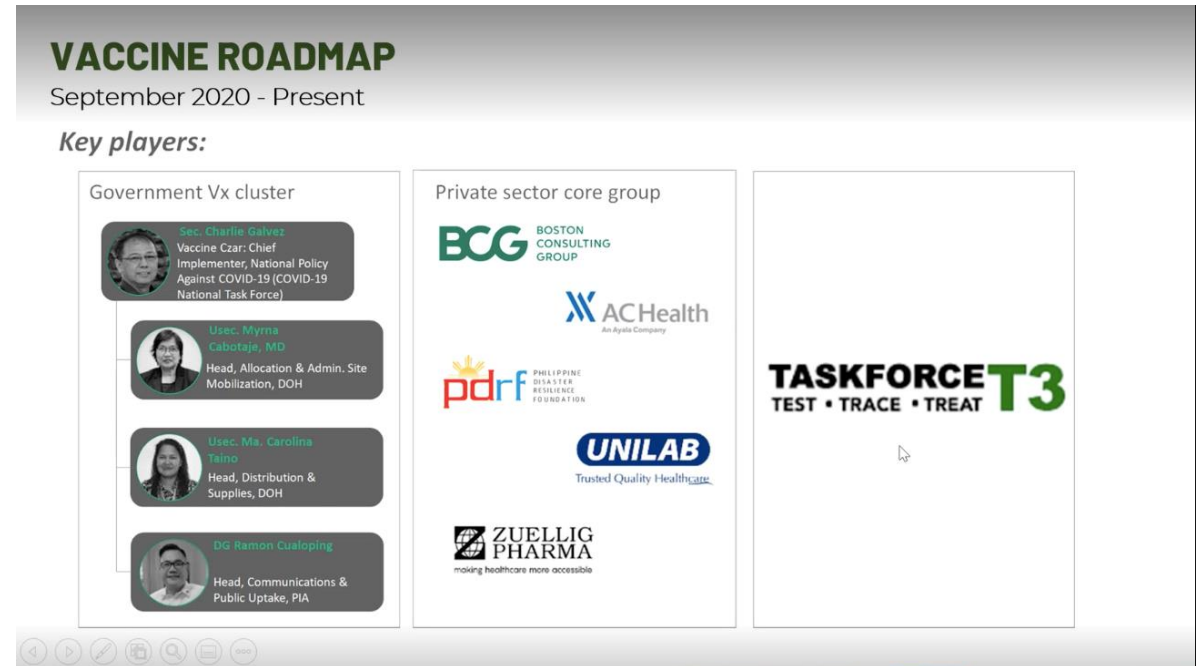 VACCINE ROADMAP
September 2020 - Present
Key players:
Government Vx cluster
Sec. Charlie Galvez
Vaccine Czar: Chief
Implementer, National Policy
Against COVID-19 (COVID-19
National Task Force)
Usec. Myrna
Cabotaje, MD
Head, Allocation & Admin. Site
Mobilization, DOH
Usec. Ma. Carolina
Taino
Head, Distribution &
Supplies, DOH
DG Ramon Cualoping
Head, Communications &
Public Uptake, PIA
Private sector core group
BCG
BOSTON
CONSULTING
GROUP
AC Health
An Ayala Company
pdrf
PHILIPPINE
DISASTER
RESILIENCE
FOUNDATION
UNILAB
Trusted Quality Healthcare
ZUELLIG
PHARMA
making healthcare more accessible
TASKFORCE T3
TEST • TRACE • TREAT